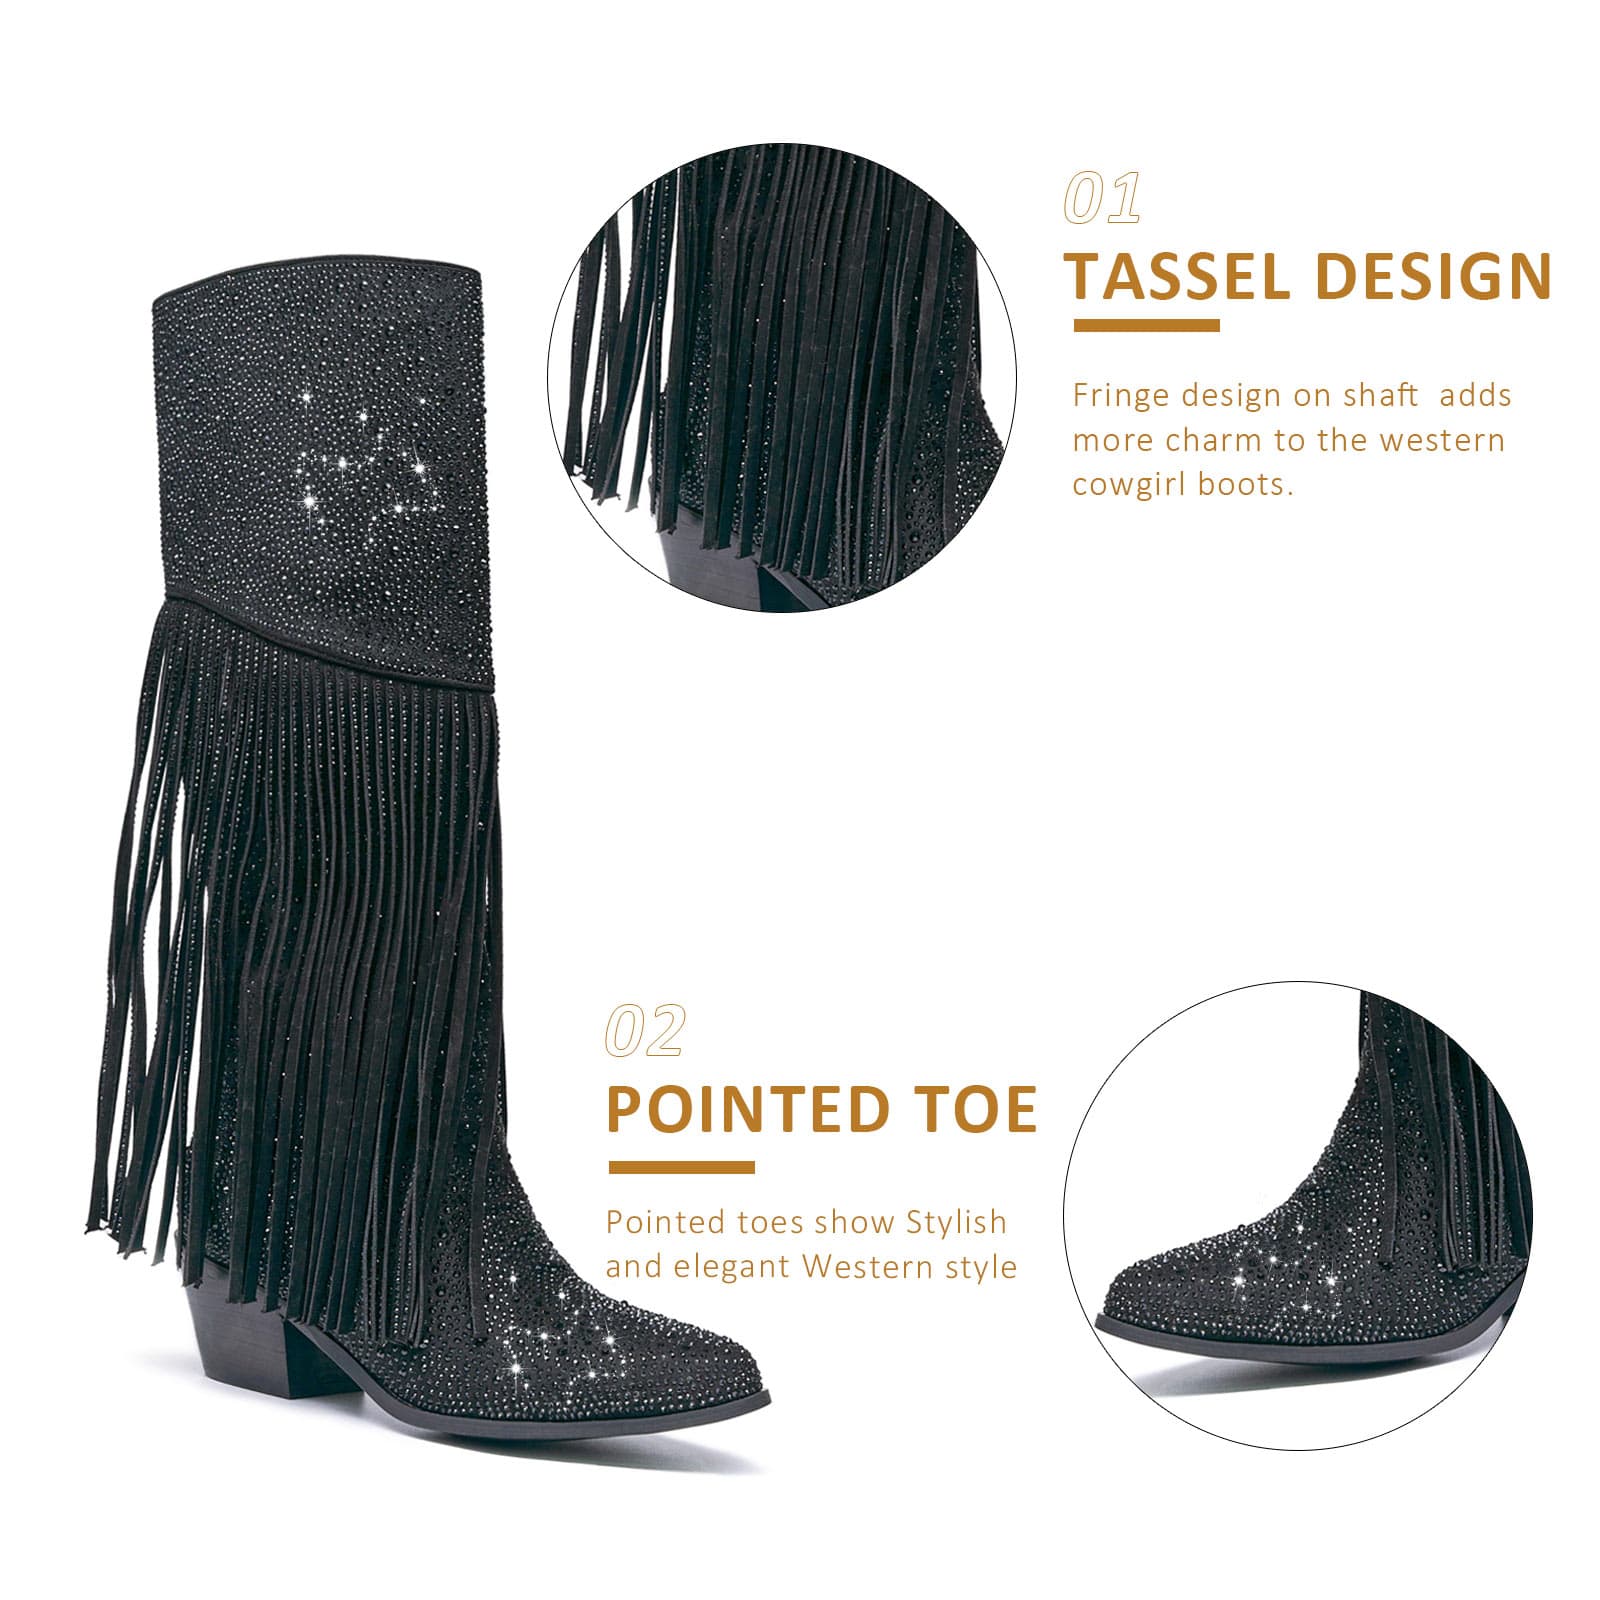 01
TASSEL DESIGN
Fringe design on shaft  adds
more charm to the western
cowgirl boots.
02
POINTED TOE
Pointed toes show Stylish
and elegant Western style